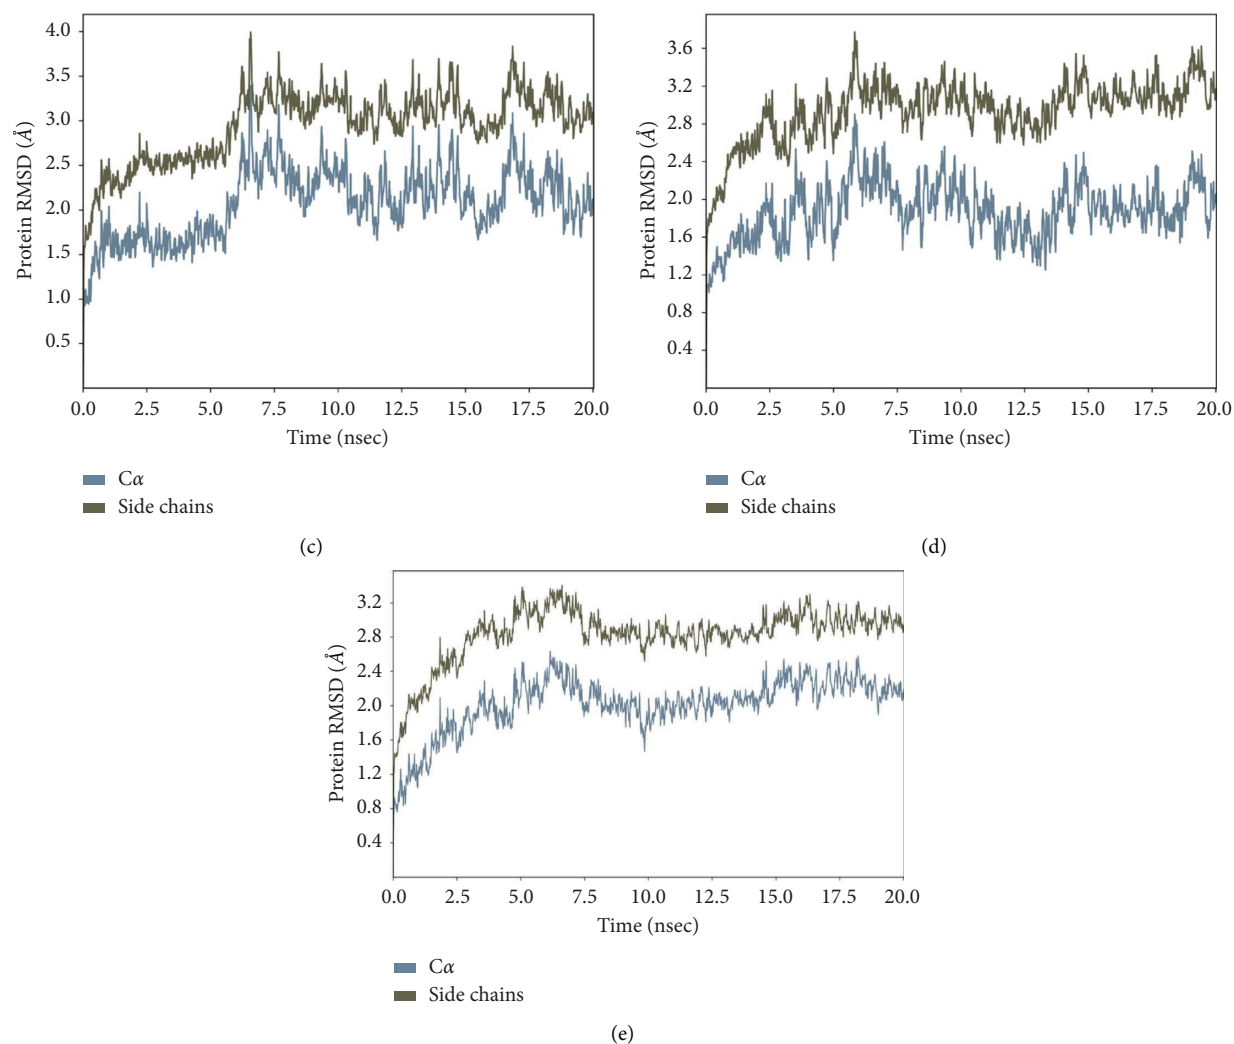 Protein RMSD (Å)
4.0
3.5
3.0
2.5
2.0
1.5
1.0
0.5
0.0 2.5 5.0 7.5 10.0 12.5 15.0 17.5 20.0
Time (nsec)
Cα
Side chains
(c)
Protein RMSD (Å)
3.6
3.2
2.8
2.4
2.0
1.6
1.2
0.8
0.4
0.0 2.5 5.0 7.5 10.0 12.5 15.0 17.5 20.0
Time (nsec)
Cα
Side chains
(d)
Protein RMSD (Å)
3.2
2.8
2.4
2.0
1.6
1.2
0.8
0.4
0.0 2.5 5.0 7.5 10.0 12.5 15.0 17.5 20.0
Time (nsec)
Cα
Side chains
(e)